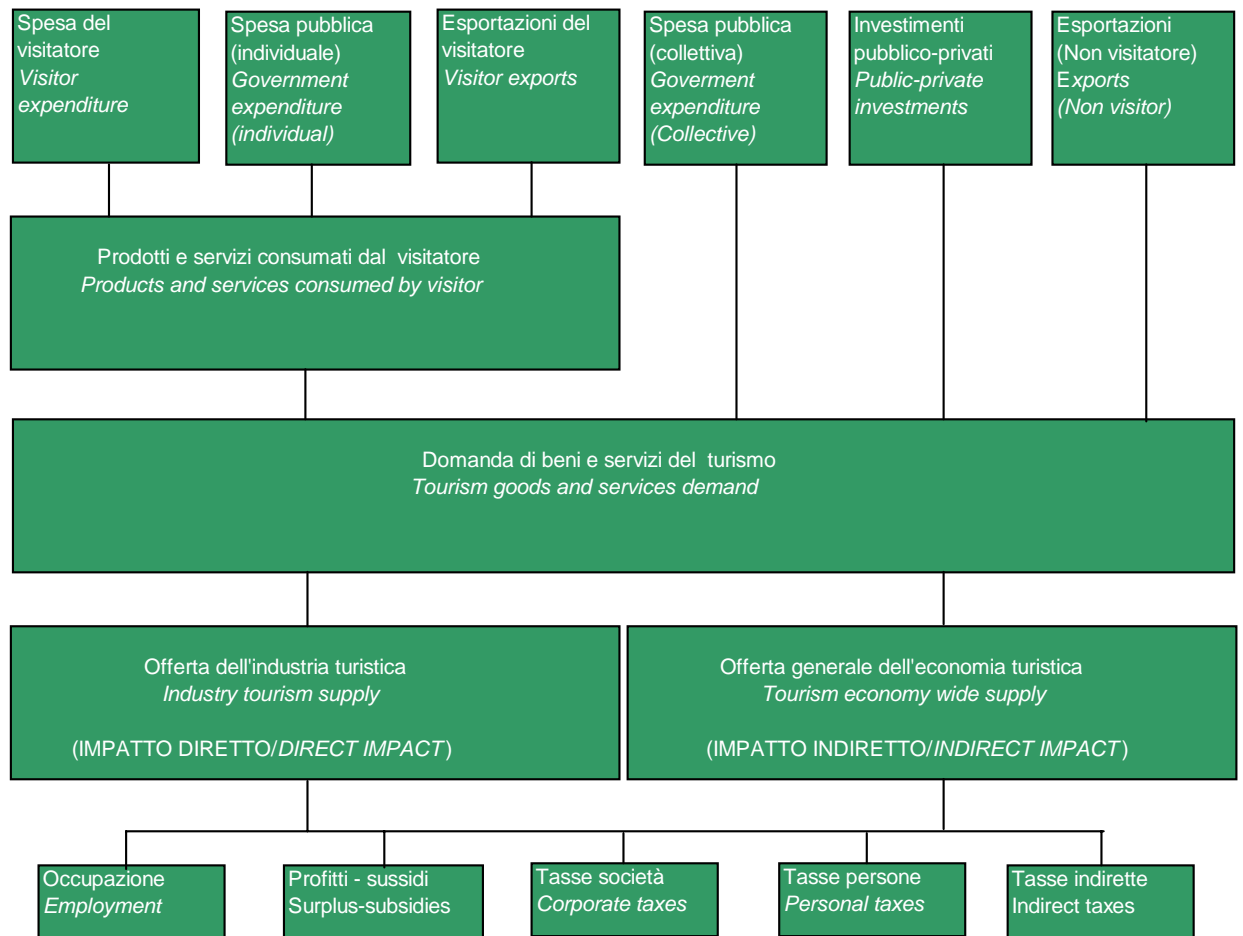 Spesa del
visitatore
Visitor
expenditure
Spesa pubblica
(individuale)
Government
expenditure
(individual)
Esportazioni del
visitatore
Visitor exports
Spesa pubblica
(collettiva)
Goverment
expenditure
(Collective)
Investimenti
pubblico-privati
Public-private
investments
Esportazioni
(Non visitatore)
Exports
(Non visitor)
Prodotti e servizi consumati dal visitatore
Products and services consumed by visitor
Domanda di beni e servizi del turismo
Tourism goods and services demand
Offerta dell'industria turistica
Industry tourism supply
(IMPATTO DIRETTO/DIRECT IMPACT)
Offerta generale dell'economia turistica
Tourism economy wide supply
(IMPATTO INDIRETTO/INDIRECT IMPACT)
Occupazione
Employment
Profitti - sussidi
Surplus-subsidies
Tasse società
Corporate taxes
Tasse persone
Personal taxes
Tasse indirette
Indirect taxes